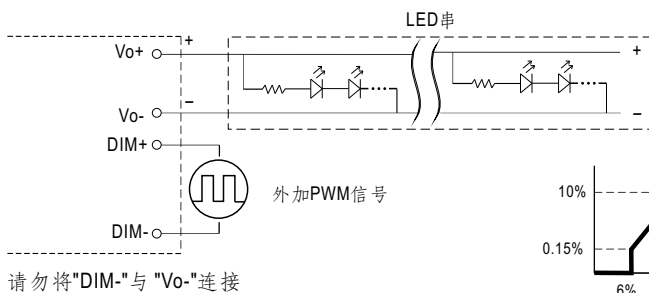 LED串
Vo+
+
+
Vo-
−
−
DIM+
外加PWM信号
DIM-
请勿将"DIM-"与 "Vo-"连接
10%
0.15%
6%